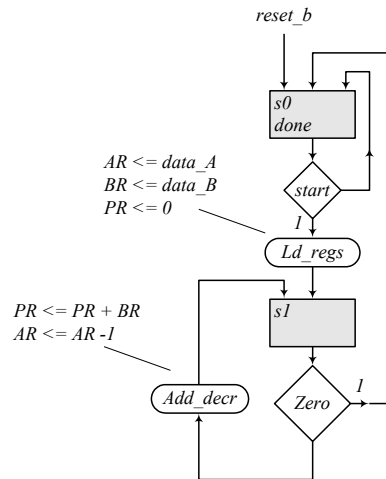 reset_b
s0
done
AR <= data_A
BR <= data_B
PR <= 0
start
1
Ld_regs
s1
PR <= PR + BR
AR <= AR -1
Add_decr
Zero
1